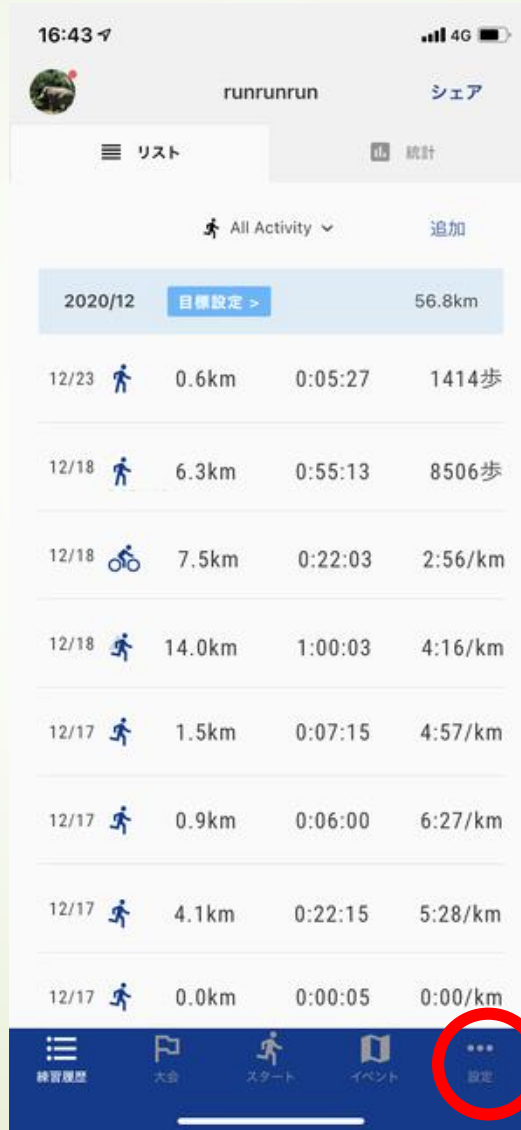 16:43 4G
runrunrun シェア
リスト 統計
All Activity 追加
2020/12 目標設定 > 56.8km
12/23 0.6km 0:05:27 1414歩
12/18 6.3km 0:55:13 8506歩
12/18 7.5km 0:22:03 2:56/km
12/18 14.0km 1:00:03 4:16/km
12/17 1.5km 0:07:15 4:57/km
12/17 0.9km 0:06:00 6:27/km
12/17 4.1km 0:22:15 5:28/km
12/17 0.0km 0:00:05 0:00/km
練習履歴 大会 スタート イベント 設定